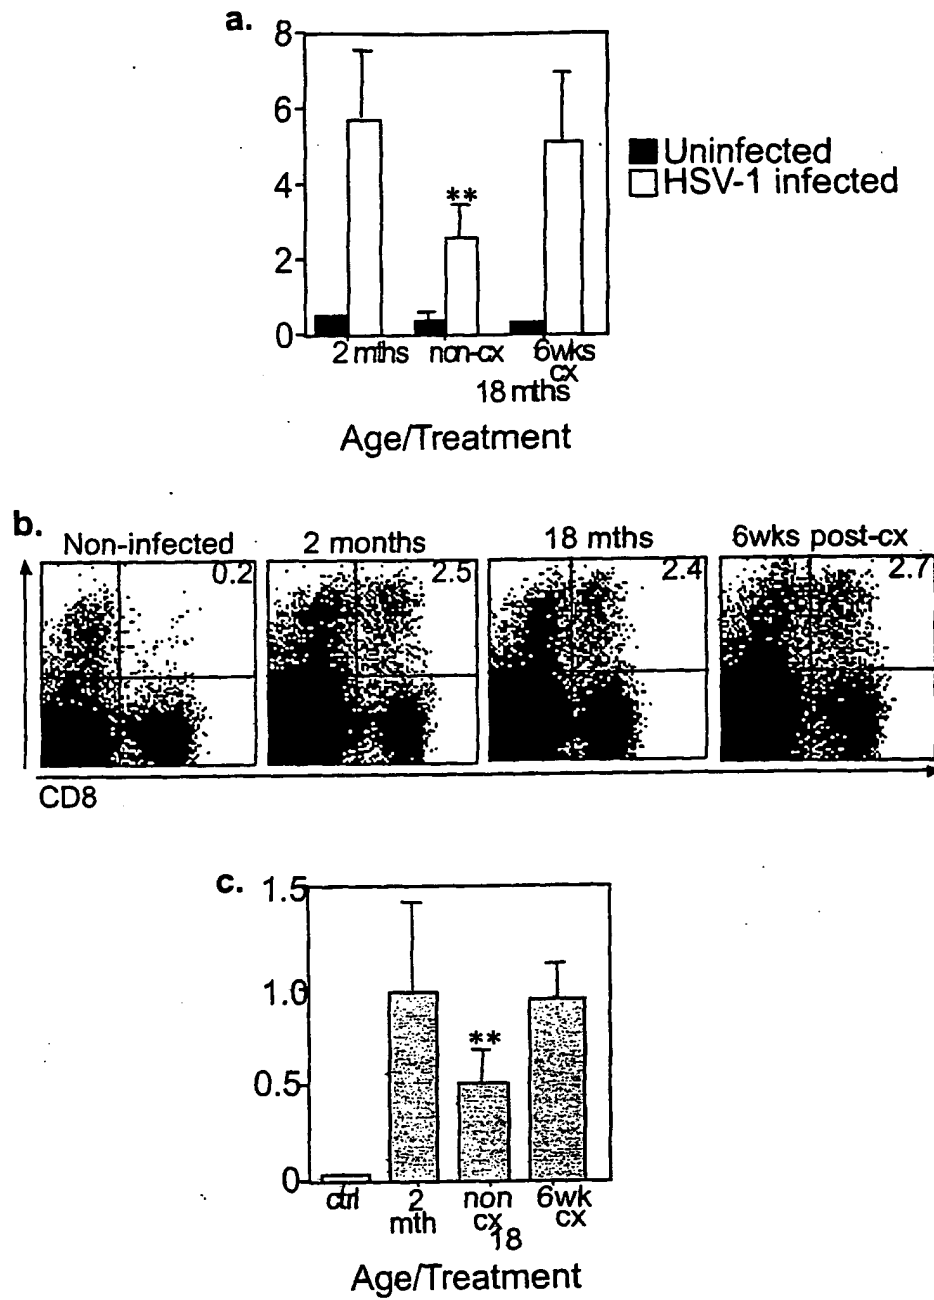 a.
8
6
4
2
0
**
Uninfected
HSV-1 infected
2 mths non-cx 6wks
cx
18 mths
Age/Treatment
b.
Non-infected 2 months 18 mths 6wks post-cx
0.2 2.5 2.4 2.7
CD8
c.
1.5
1.0
0.5
0
**
ctrl 2 non 6wk
mth cx cx
18
Age/Treatment